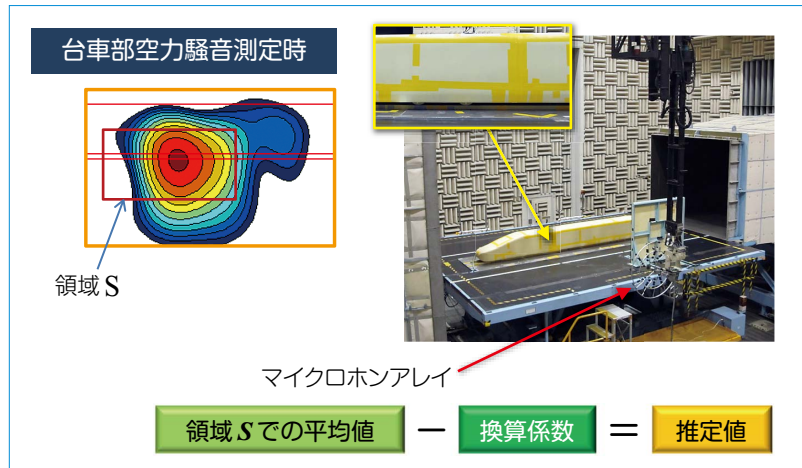 台車部空力騒音測定時
領域 S
マイクロホンアレイ
領域 S での平均値 − 換算係数 = 推定値